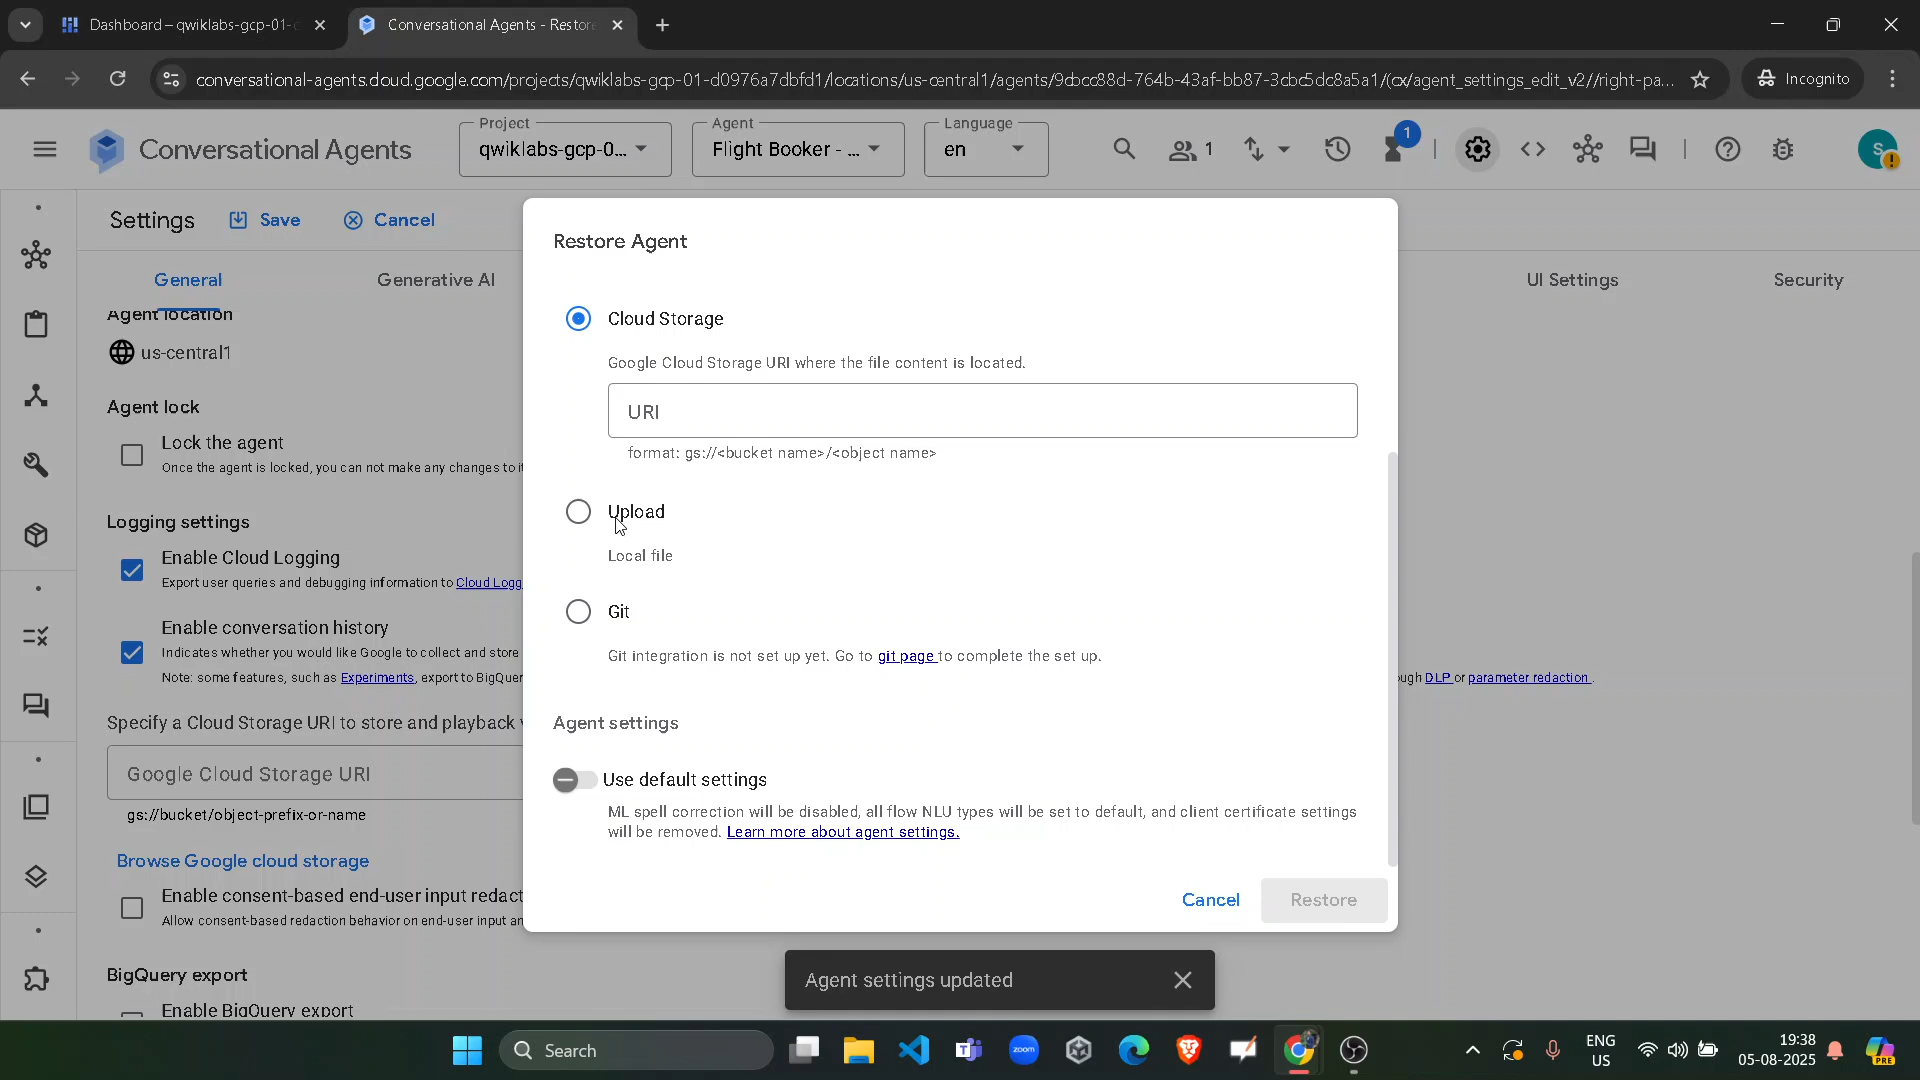 Dashboard – qwiklabs-gcp-01-
Conversational Agents - Restore
conversational-agents.cloud.google.com/projects/qwiklabs-gcp-01-d0976a7dbfd1/locations/us-central1/agents/9cbcc88d-764b-43af-bb87-3cbc5dc8a5a1/(cx/agent_settings_edit_v2//right-pa...
Incognito
Conversational Agents
Project
qwiklabs-gcp-0...
Agent
Flight Booker - ...
Language
en
1
1
S
Settings
Save
Cancel
General
Generative AI
UI Settings
Security
Agent location
us-central1
Agent lock
Lock the agent
Once the agent is locked, you can not make any changes to it
Logging settings
Enable Cloud Logging
Export user queries and debugging information to Cloud Logg
Enable conversation history
Indicates whether you would like Google to collect and store
Note: some features, such as Experiments, export to BigQuer
ough DLP or parameter redaction .
Specify a Cloud Storage URI to store and playback
Google Cloud Storage URI
gs://bucket/object-prefix-or-name
Browse Google cloud storage
Enable consent-based end-user input redact
Allow consent-based redaction behavior on end-user input an
BigQuery export
Enable BigQuery export
Restore Agent
Cloud Storage
Google Cloud Storage URI where the file content is located.
URI
format: gs://<bucket name>/<object name>
Upload
Local file
Git
Git integration is not set up yet. Go to git page to complete the set up.
Agent settings
Use default settings
ML spell correction will be disabled, all flow NLU types will be set to default, and client certificate settings
will be removed. Learn more about agent settings.
Cancel
Restore
Agent settings updated
Search
zoom
ENG
US
19:38
05-08-2025
PRE